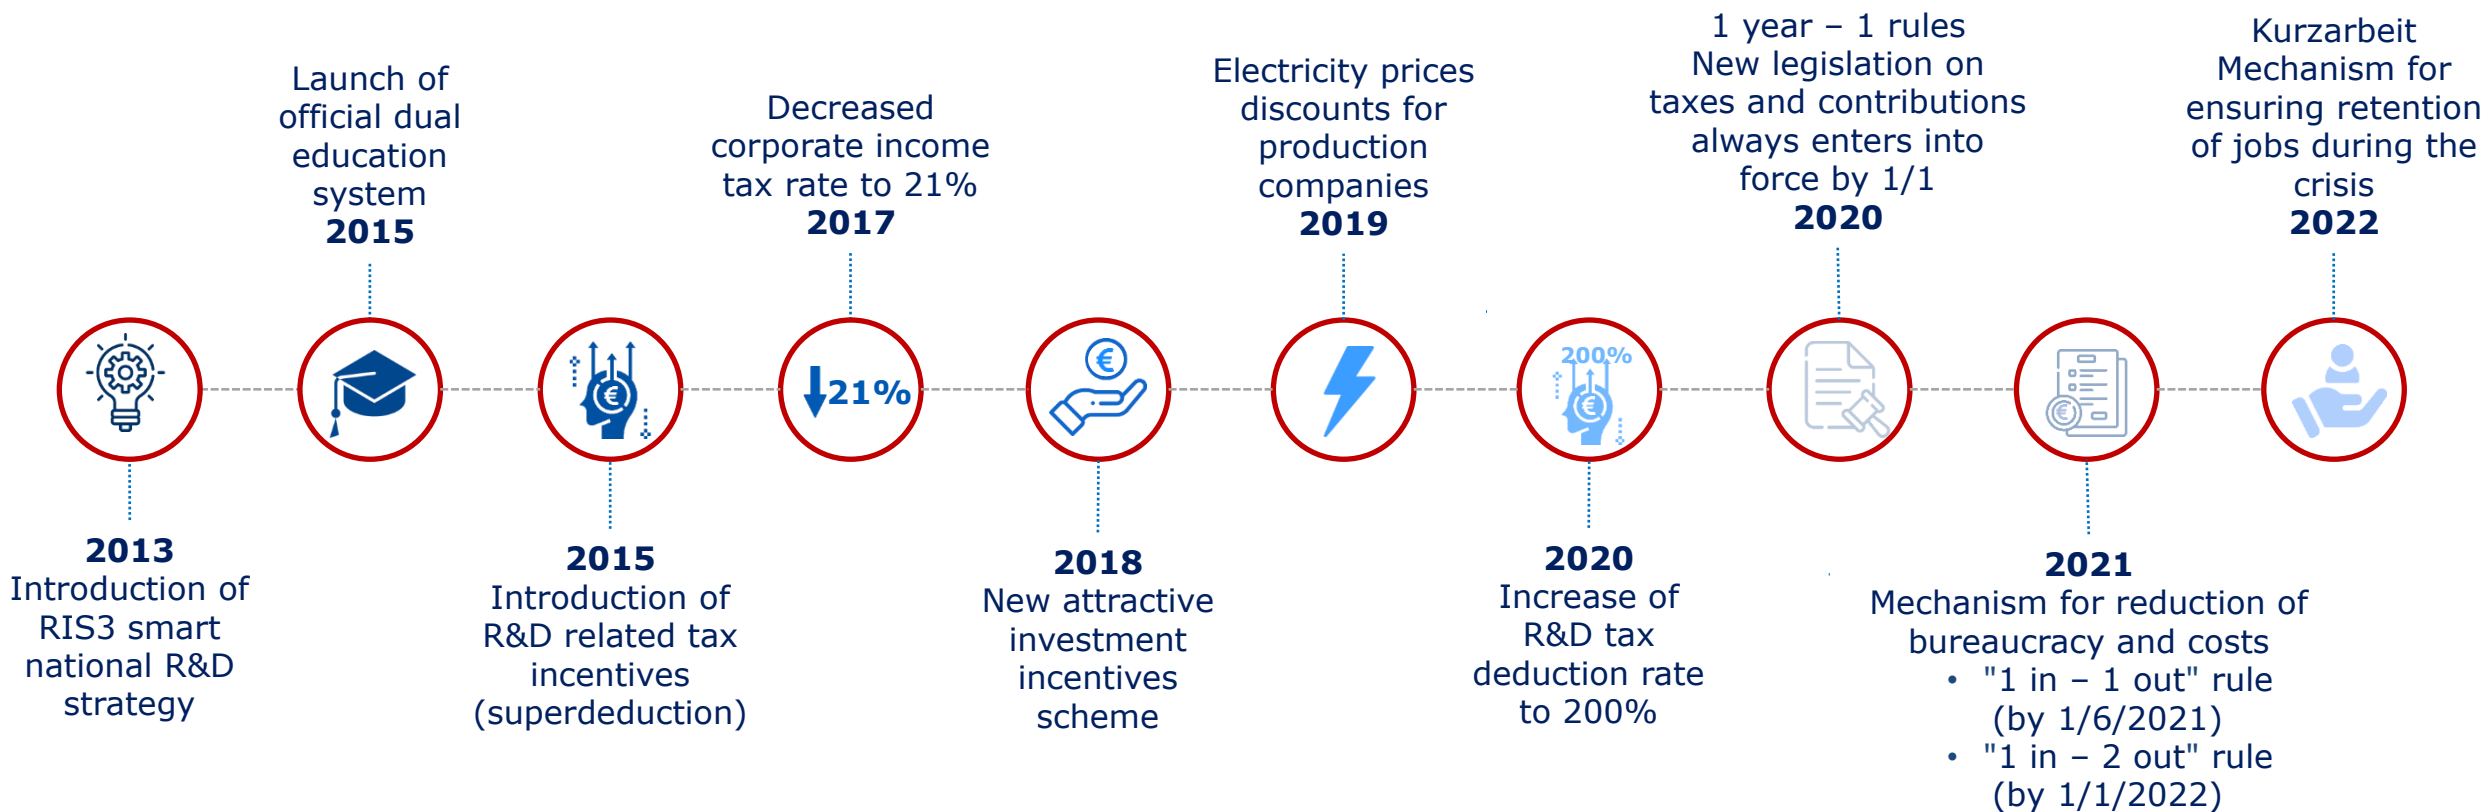 2013
Introduction of
RIS3 smart
national R&D
strategy
Launch of
official dual
education
system
2015
2015
Introduction of
R&D related tax
incentives
(superdeduction)
Decreased
corporate income
tax rate to 21%
2017
21%
2018
New attractive
investment
incentives
scheme
Electricity prices
discounts for
production
companies
2019
200%
2020
Increase of
R&D tax
deduction rate
to 200%
1 year – 1 rules
New legislation on
taxes and contributions
always enters into
force by 1/1
2020
2021
Mechanism for reduction of
bureaucracy and costs
• "1 in – 1 out" rule
(by 1/6/2021)
• "1 in – 2 out" rule
(by 1/1/2022)
Kurzarbeit
Mechanism for
ensuring retention
of jobs during the
crisis
2022